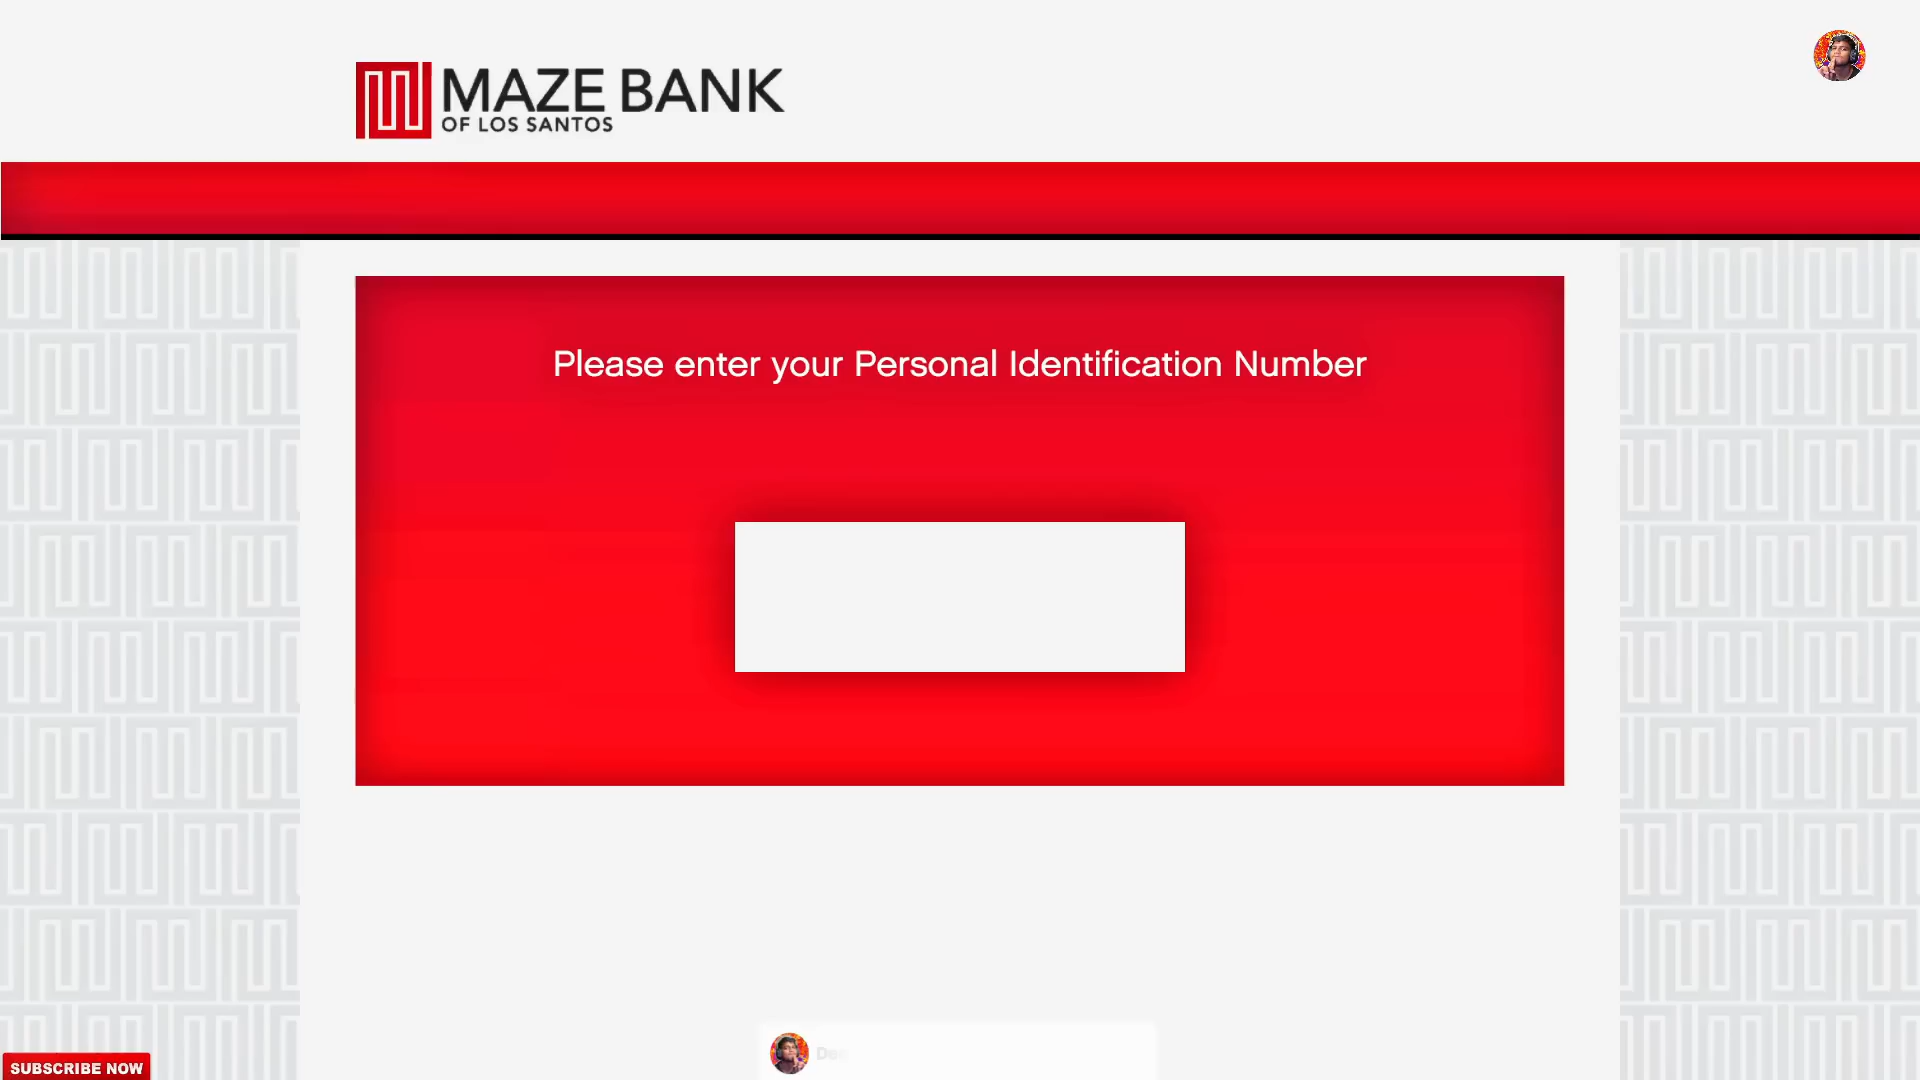 MAZE BANK
OF LOS SANTOS
Please enter your Personal Identification Number
SUBSCRIBE NOW